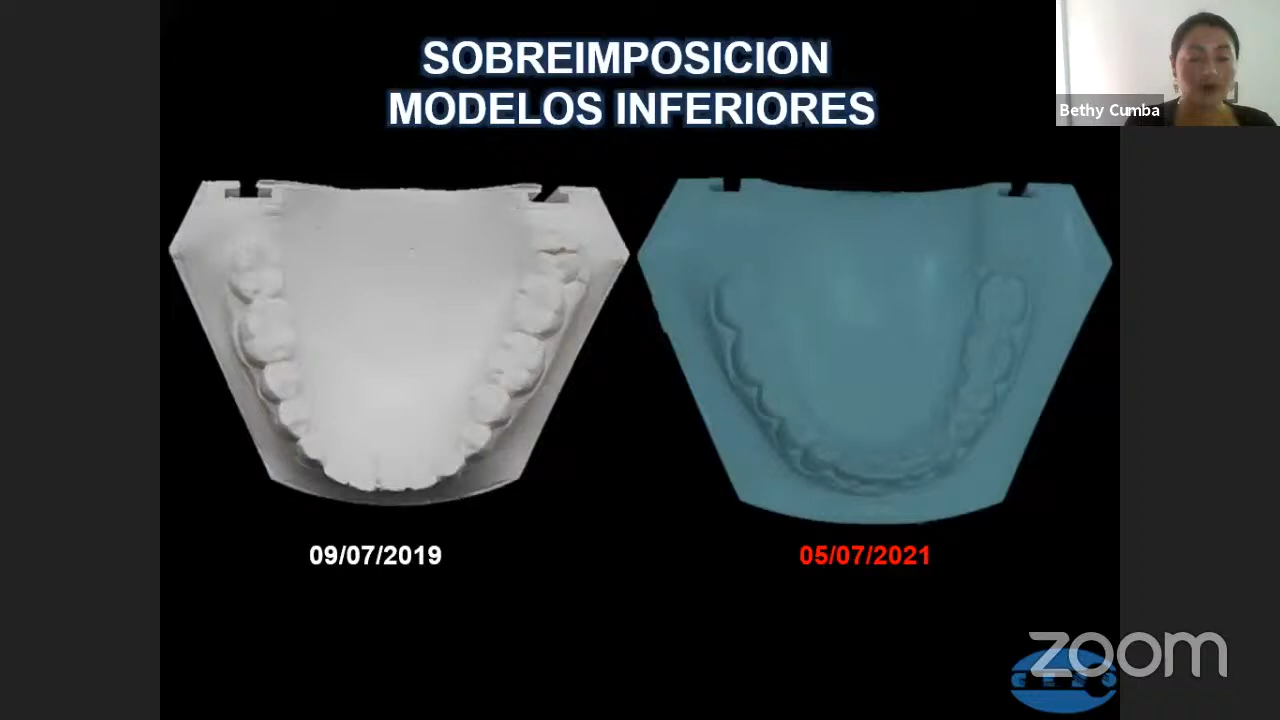 SOBREIMPOSICION
MODELOS INFERIORES
Bethy Cumba
09/07/2019
05/07/2021
zoom